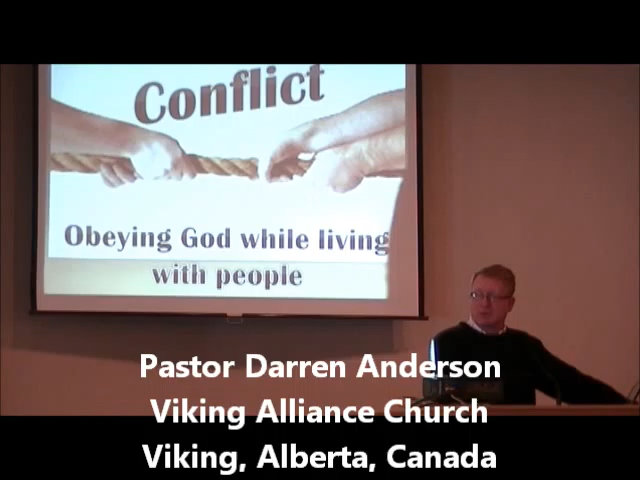 Conflict
Obeying God while living
with people
Pastor Darren Anderson
Viking Alliance Church
Viking, Alberta, Canada